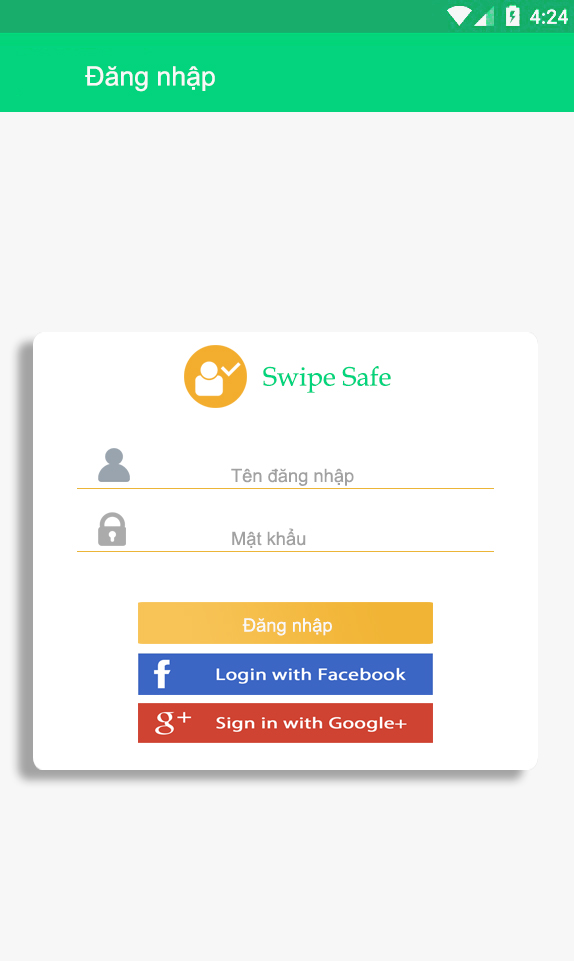 4:24
Đăng nhập
Swipe Safe
Tên đăng nhập
Mật khẩu
Đăng nhập
f Login with Facebook
g+ Sign in with Google+